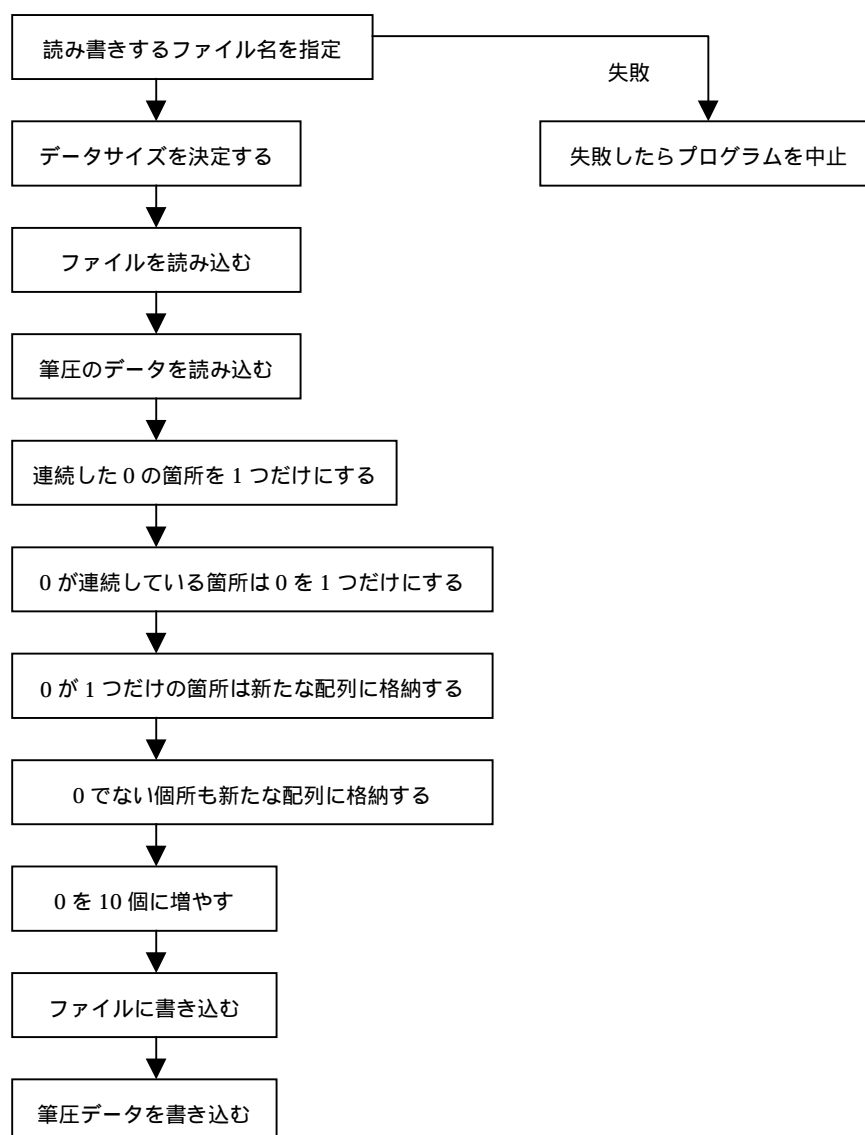 読み書きするファイル名を指定
失敗
データサイズを決定する
失敗したらプログラムを中止
ファイルを読み込む
筆圧のデータを読み込む
連続した 0 の箇所を 1 つだけにする
0 が連続している箇所は 0 を 1 つだけにする
0 が 1 つだけの箇所は新たな配列に格納する
0 でない個所も新たな配列に格納する
0 を 10 個に増やす
ファイルに書き込む
筆圧データを書き込む